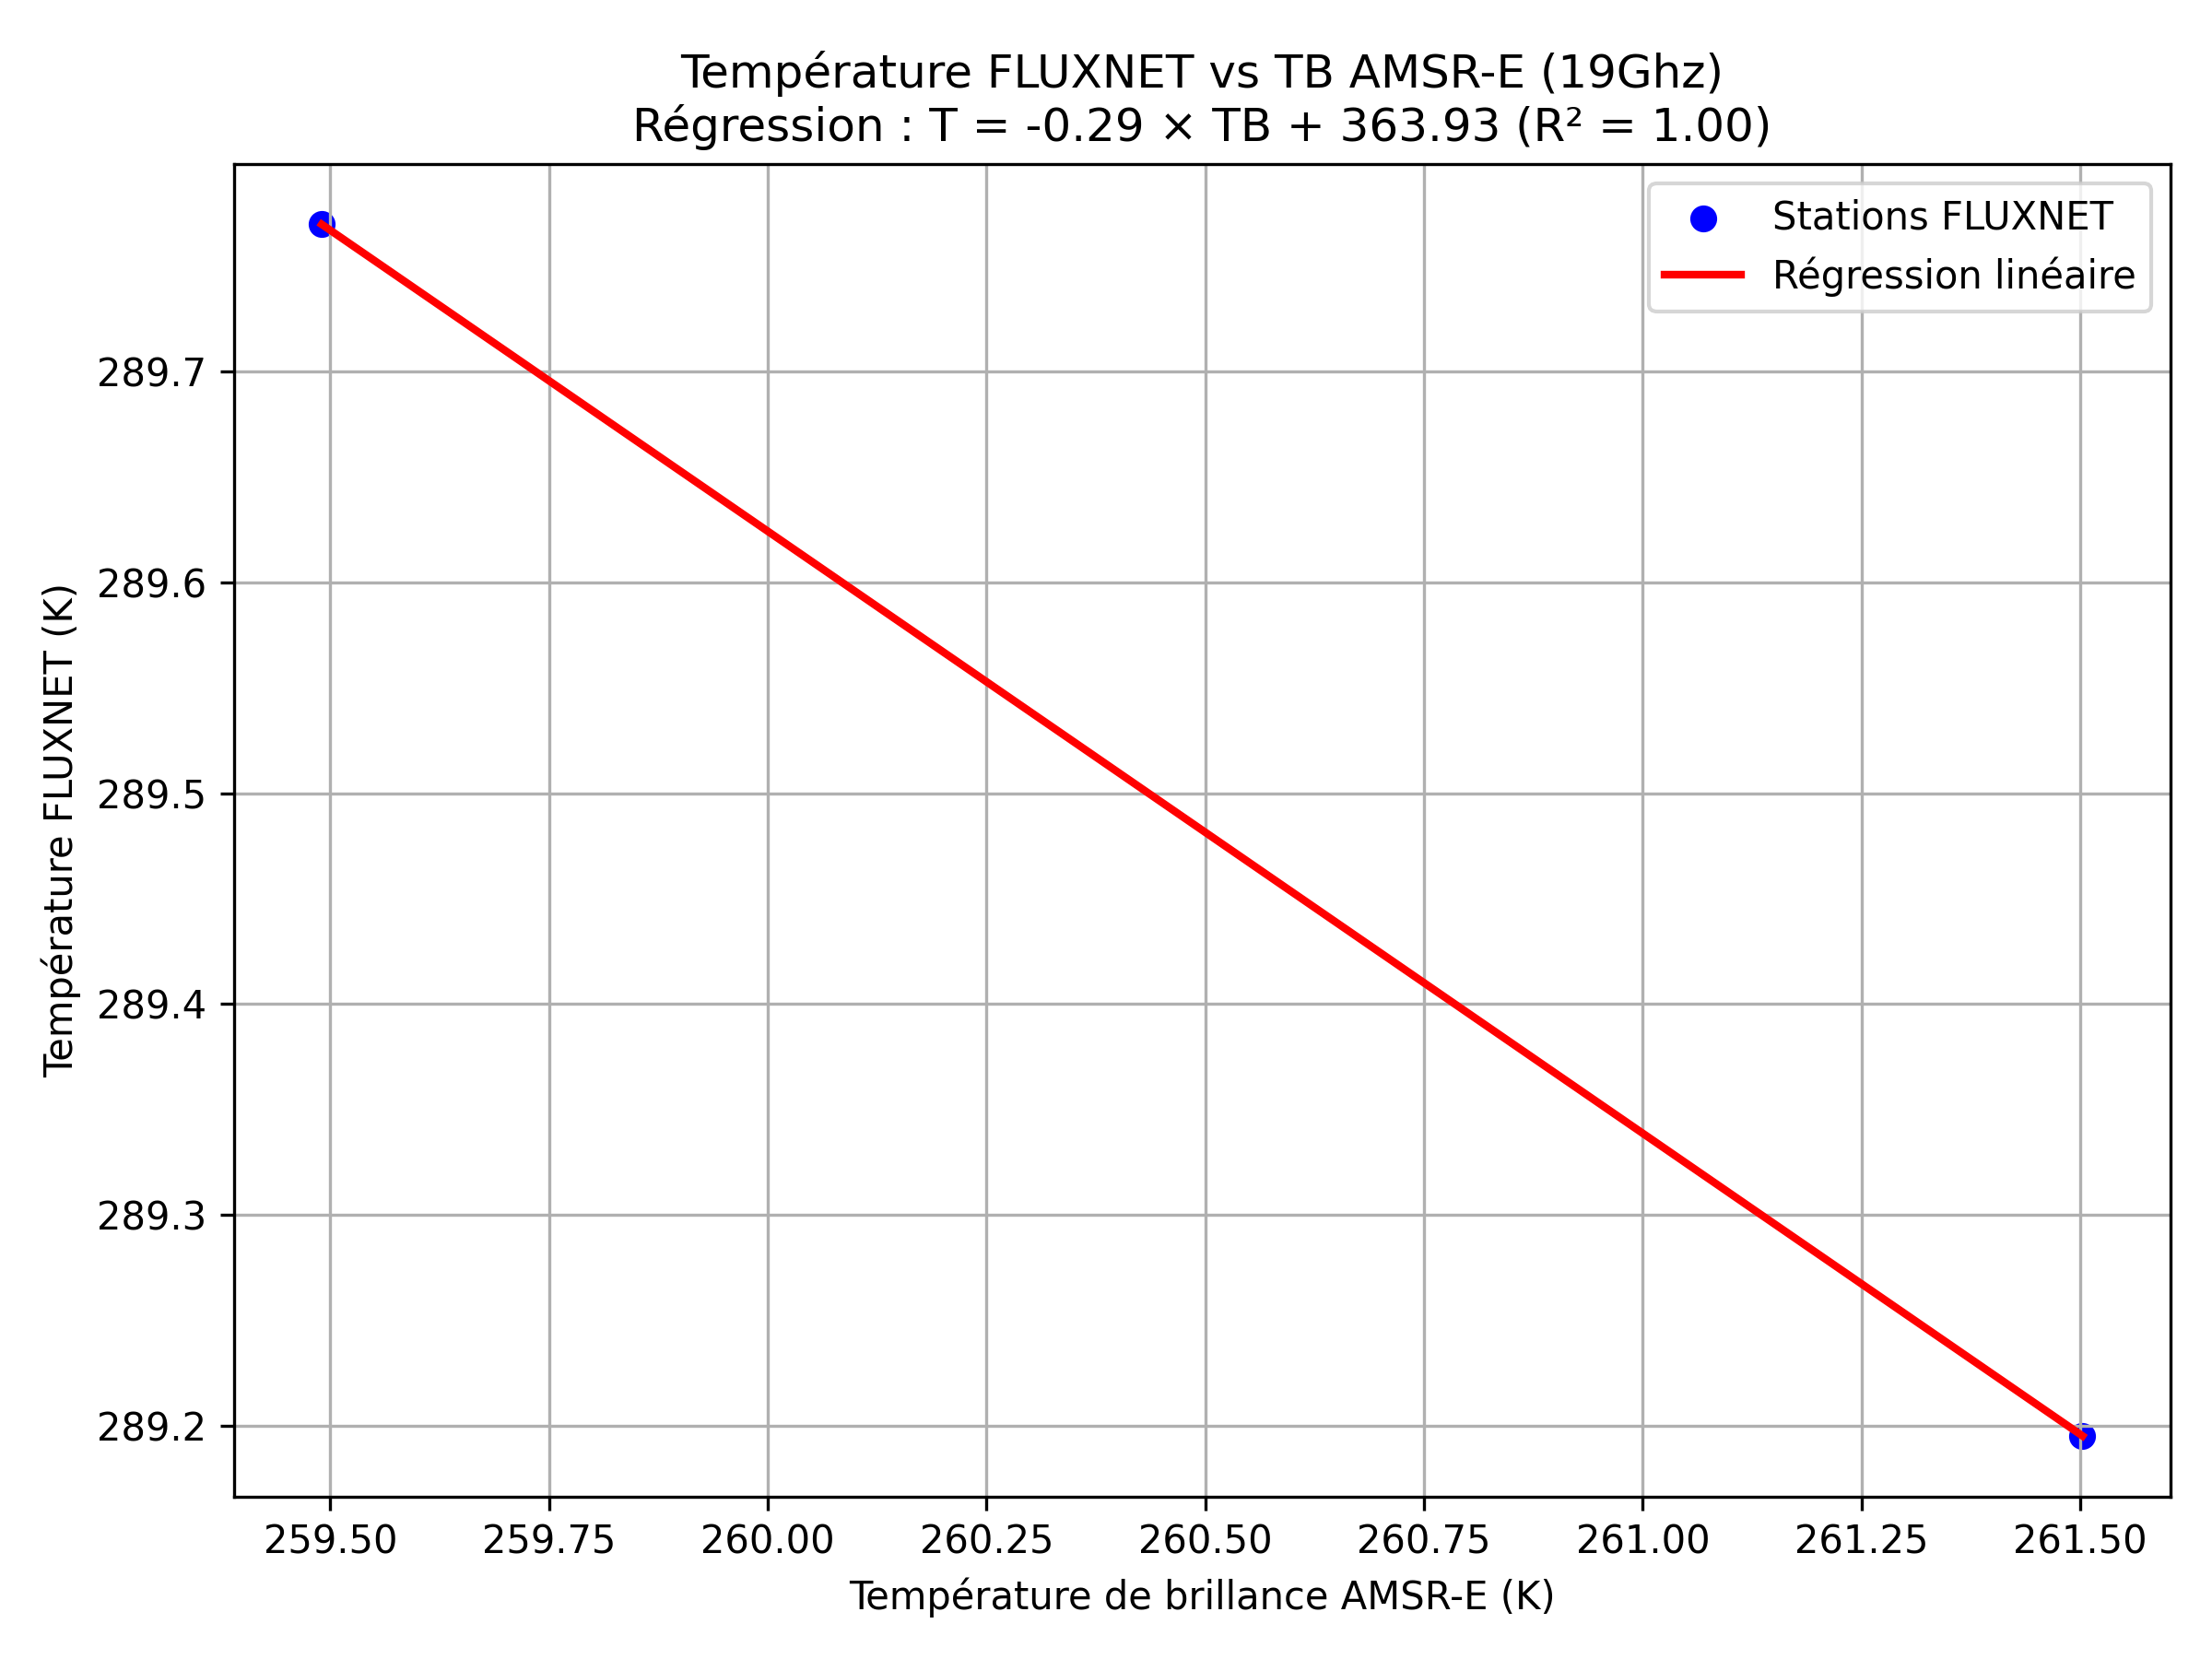 Température FLUXNET vs TB AMSR-E (19Ghz)
Régression : T = -0.29 × TB + 363.93 (R² = 1.00)
Stations FLUXNET
Régression linéaire
Température FLUXNET (K)
289.7
289.6
289.5
289.4
289.3
289.2
259.50 259.75 260.00 260.25 260.50 260.75 261.00 261.25 261.50
Température de brillance AMSR-E (K)